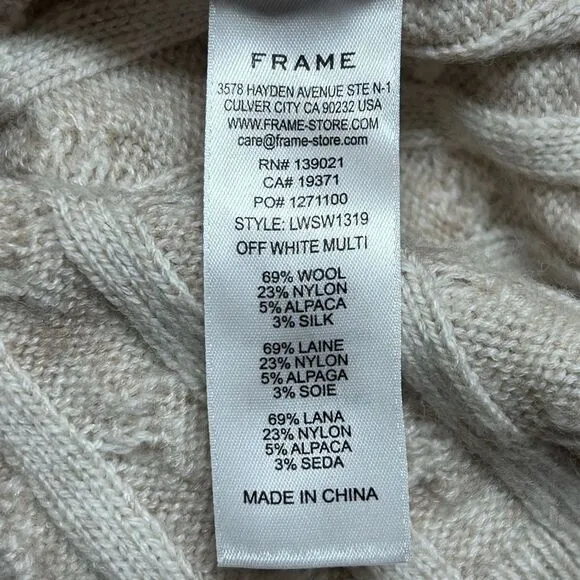 FRAME
3578 HAYDEN AVENUE STE N-1
CULVER CITY CA 90232 USA
WWW.FRAME-STORE.COM
care@frame-store.com
RN# 139021
CA# 19371
PO# 1271100
STYLE: LWSW1319
OFF WHITE MULTI
69% WOOL
23% NYLON
5% ALPACA
3% SILK
69% LAINE
23% NYLON
5% ALPAGA
3% SOIE
69% LANA
23% NYLON
5% ALPACA
3% SEDA
MADE IN CHINA